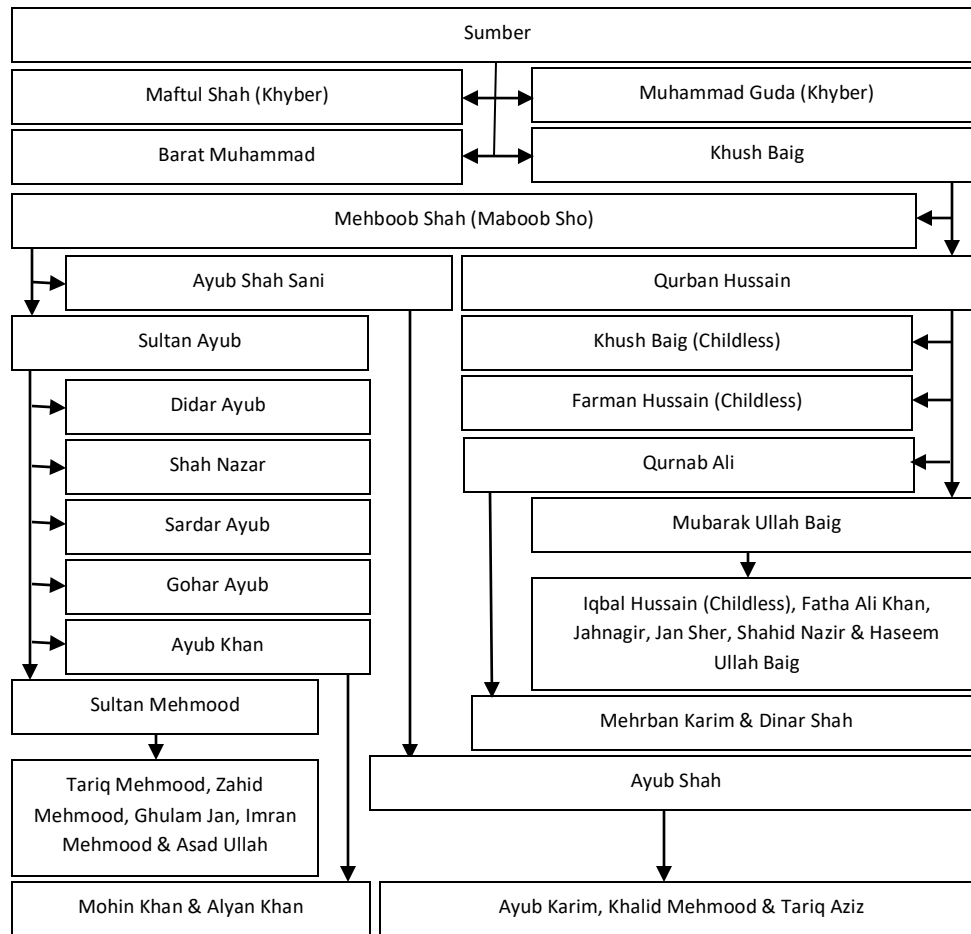 Sumber
Maftul Shah (Khyber)
Muhammad Guda (Khyber)
Barat Muhammad
Khush Baig
Mehboob Shah (Maboob Sho)
Ayub Shah Sani
Qurban Hussain
Sultan Ayub
Khush Baig (Childless)
Didar Ayub
Farman Hussain (Childless)
Shah Nazar
Qurnab Ali
Sardar Ayub
Mubarak Ullah Baig
Gohar Ayub
Iqbal Hussain (Childless), Fatha Ali Khan,
Jahnagir, Jan Sher, Shahid Nazir & Haseem
Ullah Baig
Ayub Khan
Sultan Mehmood
Mehrban Karim & Dinar Shah
Tariq Mehmood, Zahid
Mehmood, Ghulam Jan, Imran
Mehmood & Asad Ullah
Ayub Shah
Mohin Khan & Alyan Khan
Ayub Karim, Khalid Mehmood & Tariq Aziz